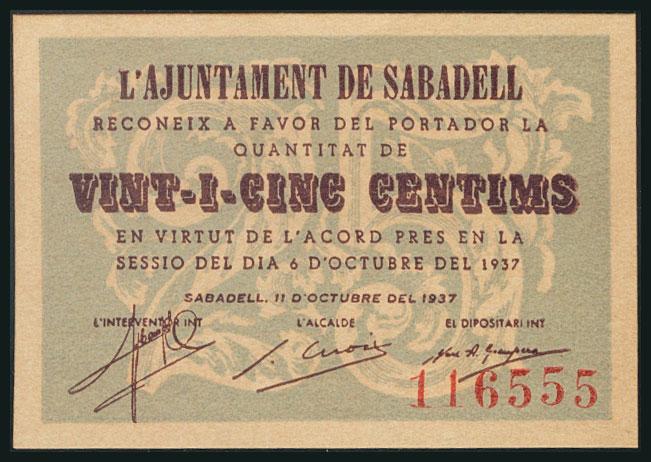 L'AJUNTAMENT DE SABADELL
RECONEIX A FAVOR DEL PORTADOR LA
QUANTITAT DE
VINT-I-CINC CENTIMS
EN VIRTUT DE L'ACORD PRES EN LA
SESSIO DEL DIA 6 D'OCTUBRE DEL 1937
SABADELL, 11 D'OCTUBRE DEL 1937
L'INTERVENTOR INT L'ALCALDE EL DIPOSITARI INT
116555